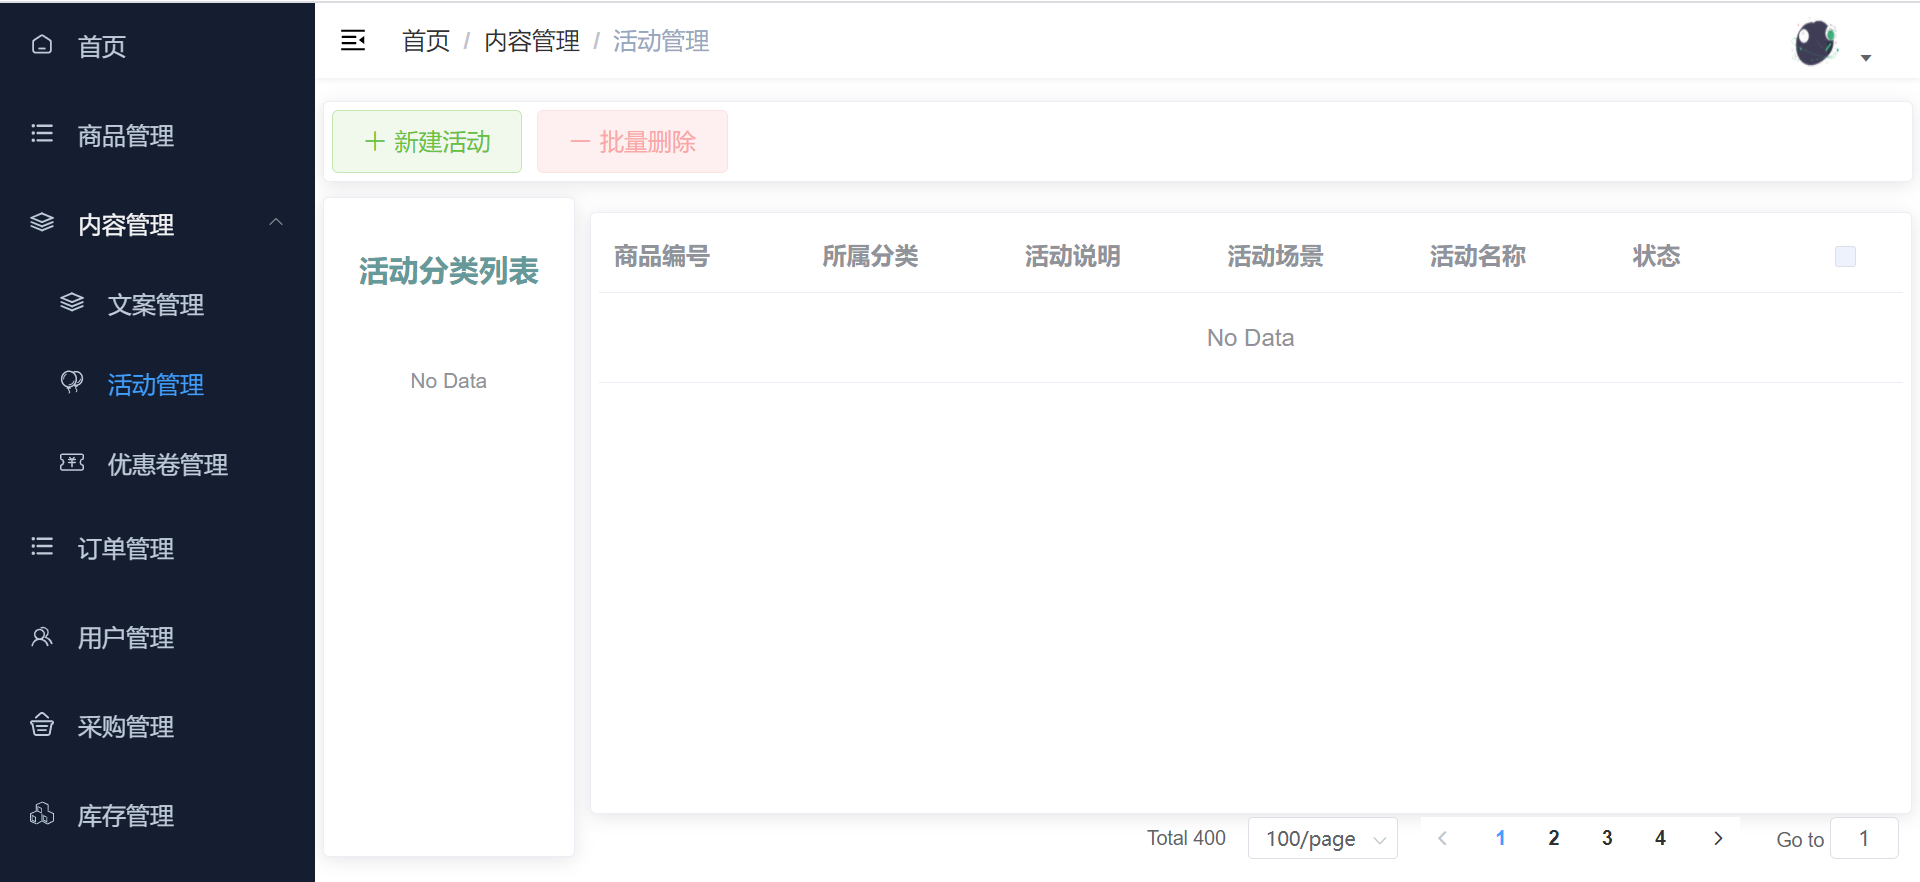 首页
商品管理
内容管理
文案管理
活动管理
优惠卷管理
订单管理
用户管理
采购管理
库存管理
首页 / 内容管理 / 活动管理
新建活动 批量删除
活动分类列表
No Data
商品编号 所属分类 活动说明 活动场景 活动名称 状态
No Data
Total 400 100/page 1 2 3 4 Go to 1